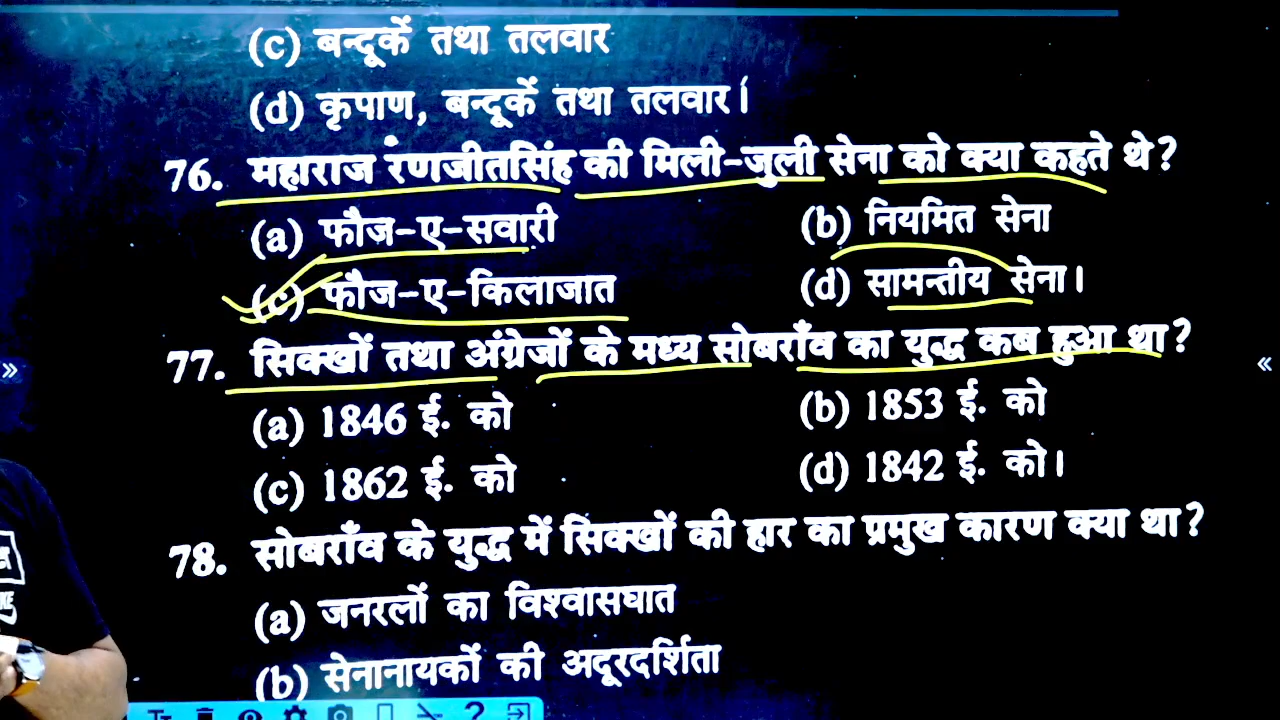 (c) बन्दूकें तथा तलवार
(d) कृपाण, बन्दूकें तथा तलवार।
76. महाराज रणजीतसिंह की मिली-जुली सेना को क्या कहते थे?
(a) फौज-ए-सवारी (b) नियमित सेना
(c) फौज-ए-किलाजात (d) सामन्तीय सेना।
77. सिक्खों तथा अंग्रेजों के मध्य सोबराँव का युद्ध कब हुआ था?
(a) 1846 ई. को (b) 1853 ई. को
(c) 1862 ई. को (d) 1842 ई. को।
78. सोबराँव के युद्ध में सिक्खों की हार का प्रमुख कारण क्या था?
(a) जनरलों का विश्वासघात
(b) सेनानायकों की अदूरदर्शिता